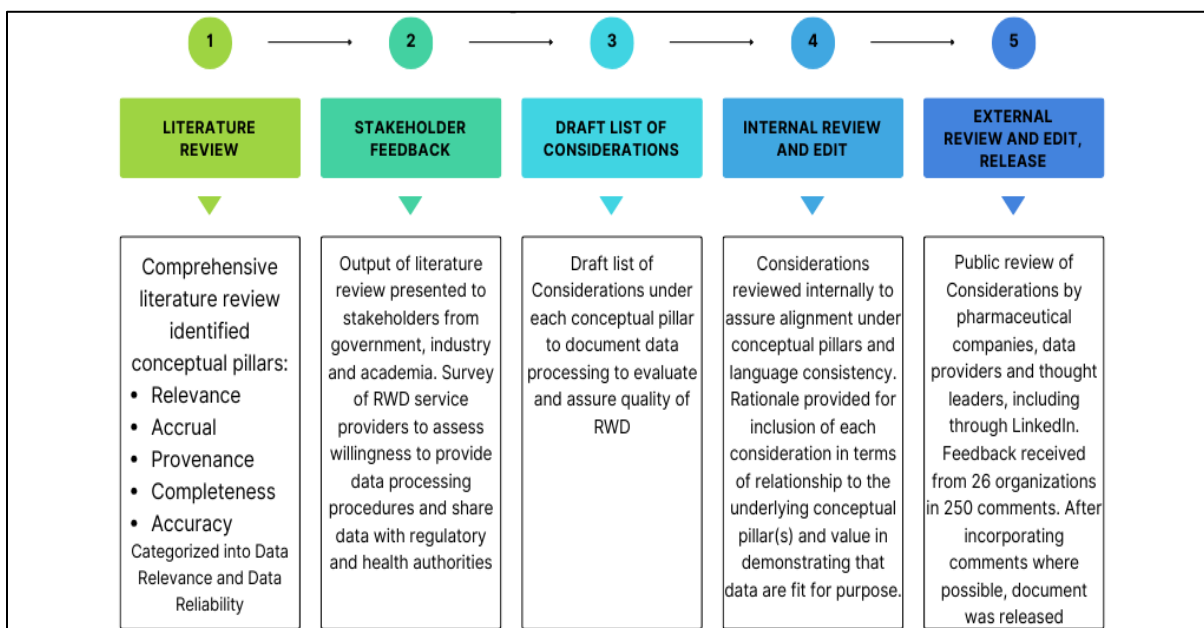 1
2
3
4
5
LITERATURE
REVIEW
STAKEHOLDER
FEEDBACK
DRAFT LIST OF
CONSIDERATIONS
INTERNAL REVIEW
AND EDIT
EXTERNAL
REVIEW AND EDIT,
RELEASE
Comprehensive
literature review
identified
conceptual pillars:
• Relevance
• Accrual
• Provenance
• Completeness
• Accuracy
Categorized into Data
Relevance and Data
Reliability
Output of literature
review presented to
stakeholders from
government, industry
and academia. Survey
of RWD service
providers to assess
willingness to provide
data processing
procedures and share
data with regulatory
and health authorities
Draft list of
Considerations under
each conceptual pillar
to document data
processing to evaluate
and assure quality of
RWD
Considerations
reviewed internally to
assure alignment under
conceptual pillars and
language consistency.
Rationale provided for
inclusion of each
consideration in terms
of relationship to the
underlying conceptual
pillar(s) and value in
demonstrating that
data are fit for purpose.
Public review of
Considerations by
pharmaceutical
companies, data
providers and thought
leaders, including
through LinkedIn.
Feedback received
from 26 organizations
in 250 comments. After
incorporating
comments where
possible, document
was released